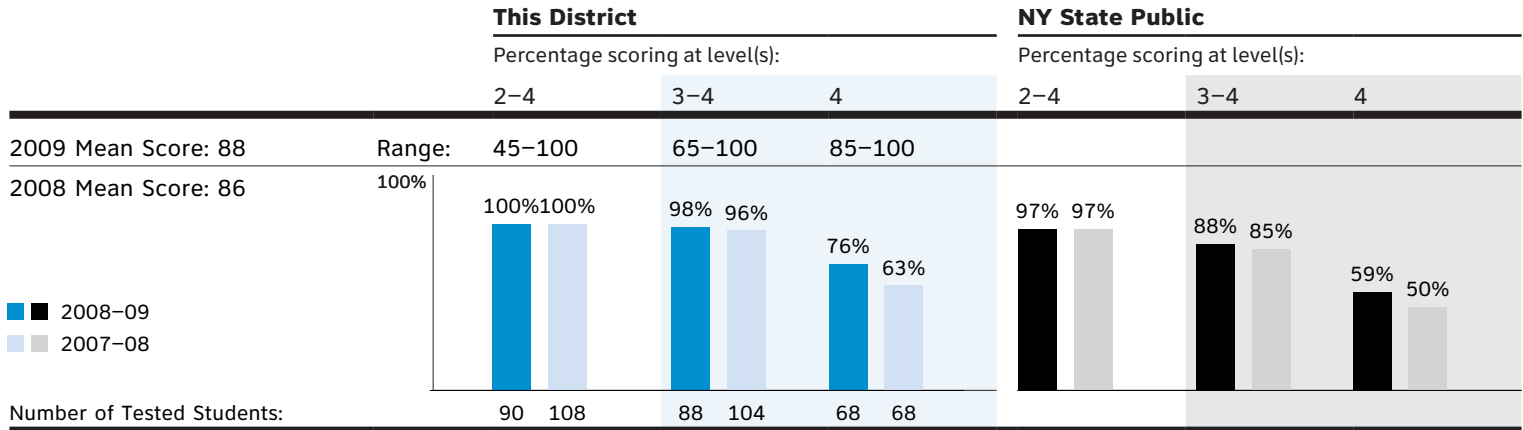 This District NY State Public
Percentage scoring at level(s): Percentage scoring at level(s):
2–4 3–4 4 2–4 3–4 4
2009 Mean Score: 88 Range: 45–100 65–100 85–100
2008 Mean Score: 86 100%
100% 100% 98% 96% 76% 63% 97% 97% 88% 85% 59% 50%
2008–09
2007–08
Number of Tested Students: 90 108 88 104 68 68